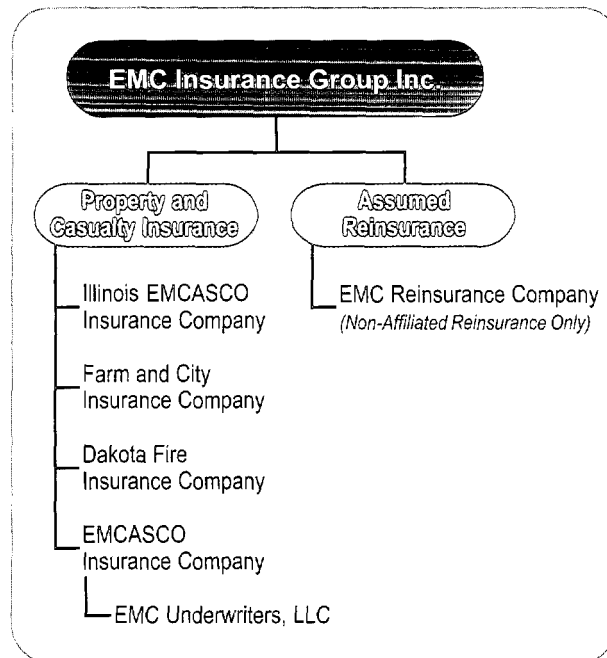 EMC Insurance Group Inc.
Property and
Casualty Insurance
Assumed
Reinsurance
Illinois EMCASCO
Insurance Company
Farm and City
Insurance Company
Dakota Fire
Insurance Company
EMCASCO
Insurance Company
EMC Underwriters, LLC
EMC Reinsurance Company
(Non-Affiliated Reinsurance Only)